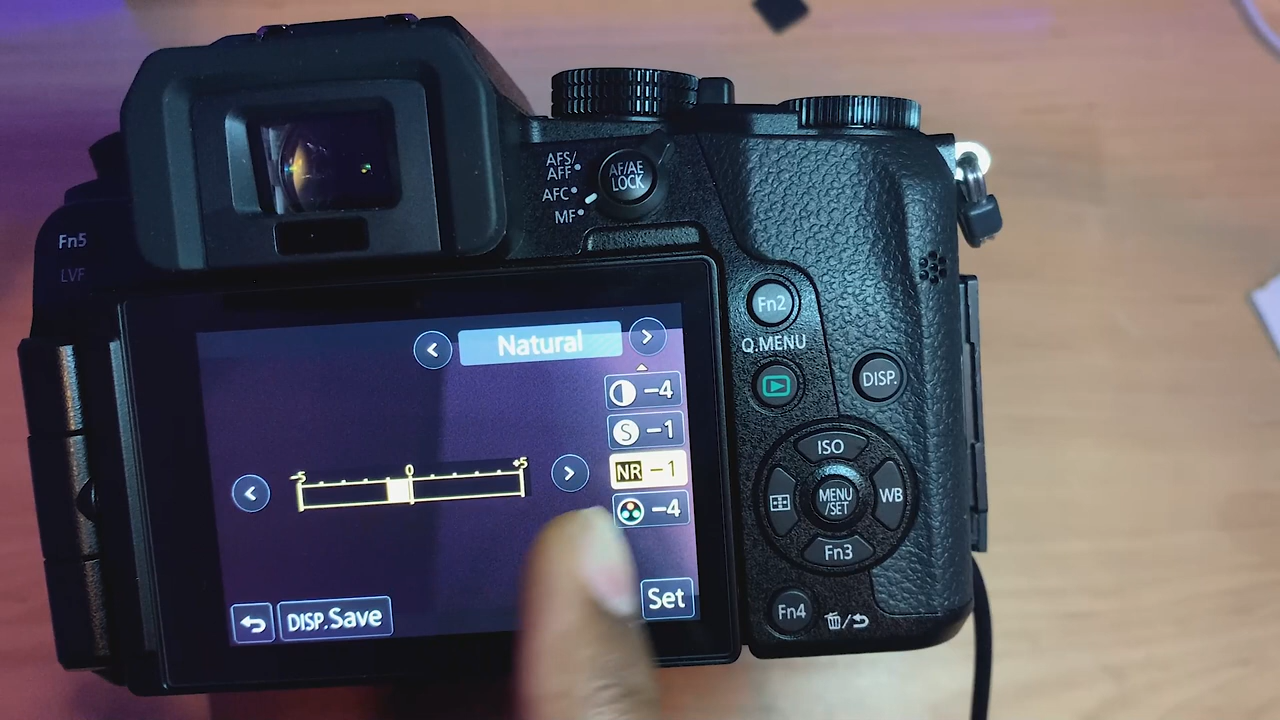 AFS/
AFF
AFC
MF
AF/AE
LOCK
Fn5
LVF
Fn2
Q.MENU
DISP.
ISO
MENU
/SET
WB
Fn3
Fn4
Natural
-4
S -1
NR -1
-4
-5 0 +5
DISP.Save
Set